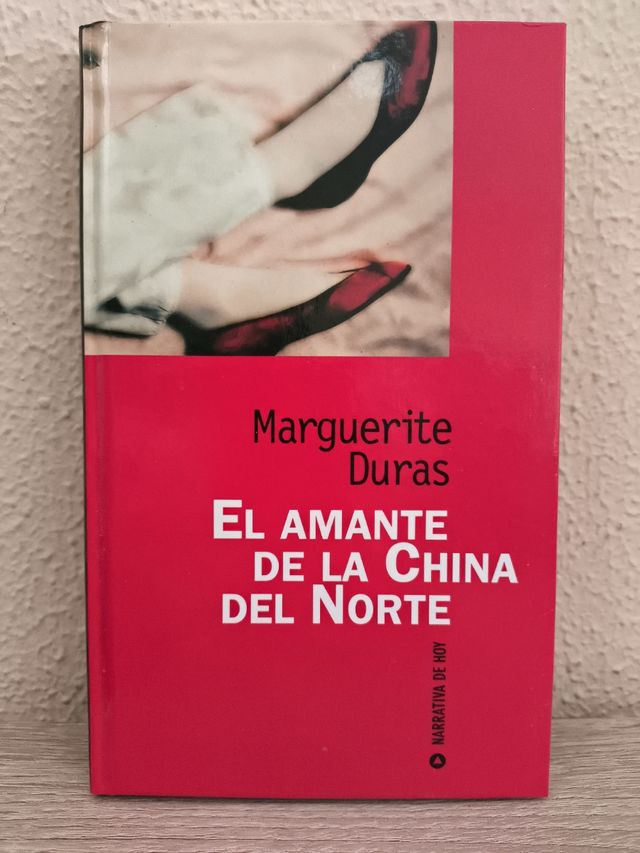 Marguerite
Duras
EL AMANTE
DE LA CHINA
DEL NORTE
NARRATIVA DE HOY